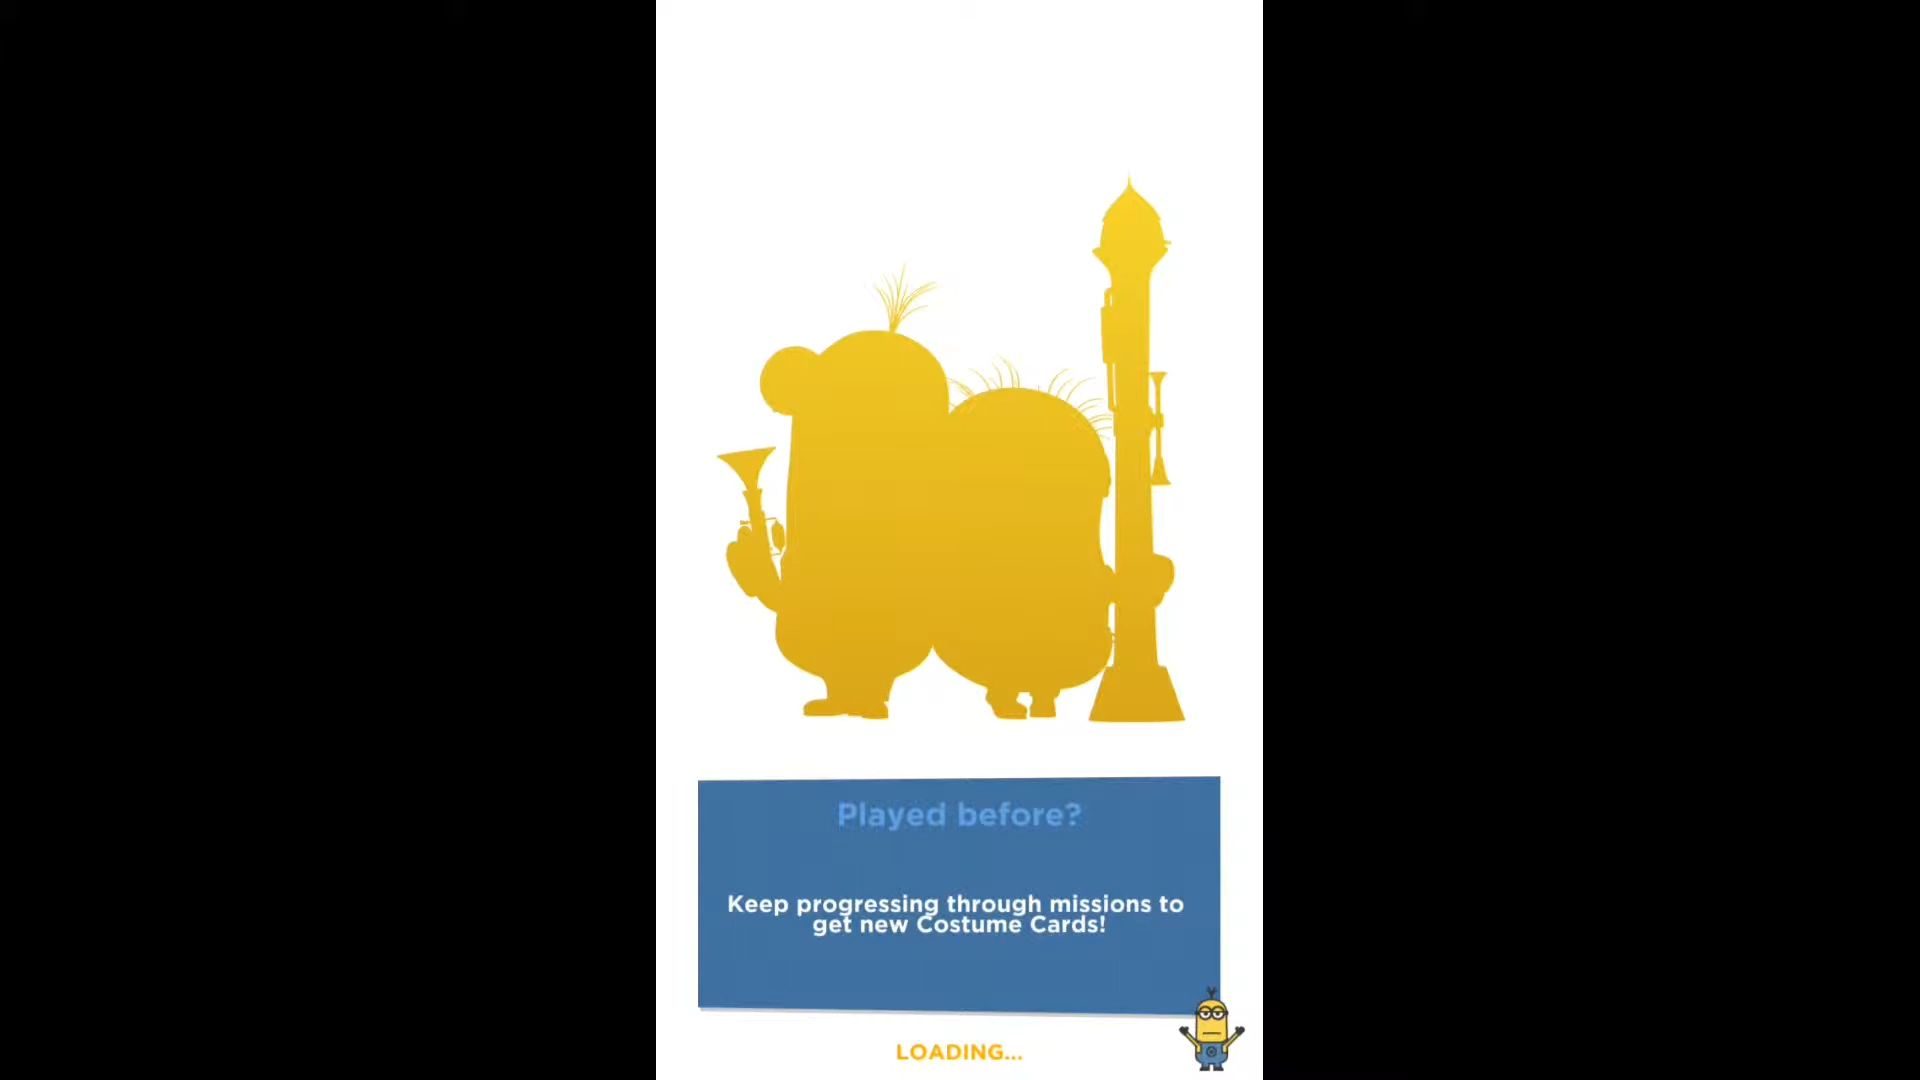 Played before?
Keep progressing through missions to
get new Costume Cards!
LOADING...